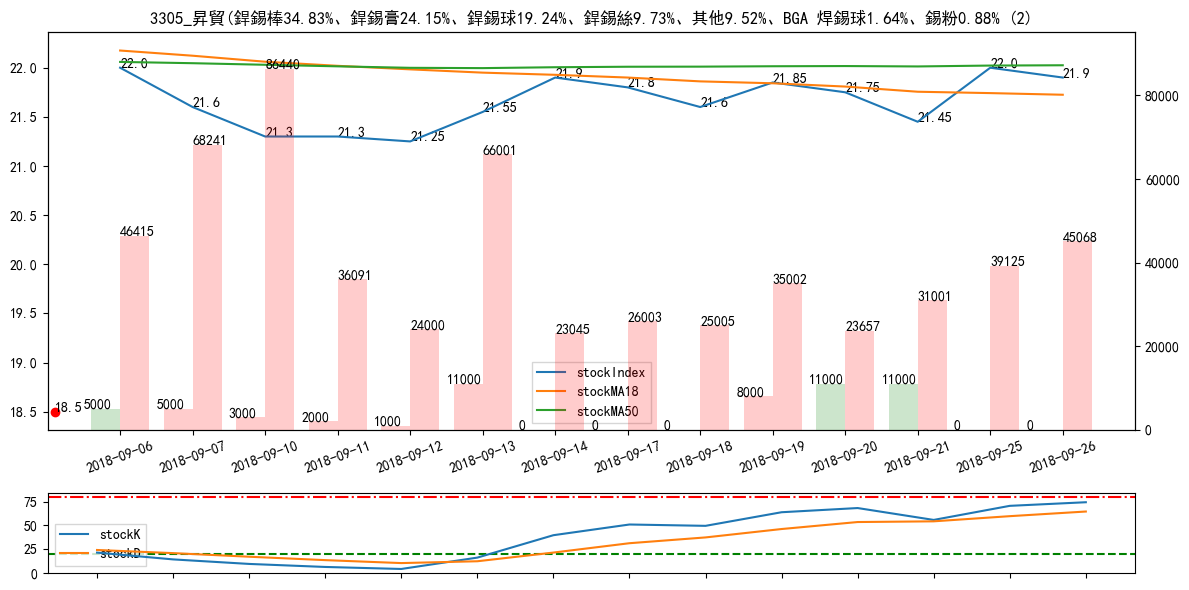 3305_昇貿(銲錫棒34.83%、銲錫膏24.15%、銲錫球19.24%、銲錫絲9.73%、其他9.52%、BGA 焊錫球1.64%、錫粉0.88% (2)
22.0 21.6 21.3 21.3 21.25 21.55 21.9 21.8 21.6 21.85 21.75 21.45 22.0 21.9
46415 68241 86440 36091 24000 66001 23045 26003 25005 35002 23657 31001 39125 45068
5000 5000 3000 2000 1000 11000 0 0 0 8000 11000 11000 0 0
18.5
22.0
21.5
21.0
20.5
20.0
19.5
19.0
18.5
80000
60000
40000
20000
0
stockIndex
stockMA18
stockMA50
2018-09-06 2018-09-07 2018-09-10 2018-09-11 2018-09-12 2018-09-13 2018-09-14 2018-09-17 2018-09-18 2018-09-19 2018-09-20 2018-09-21 2018-09-25 2018-09-26
75
50
25
0
stockK
stockD